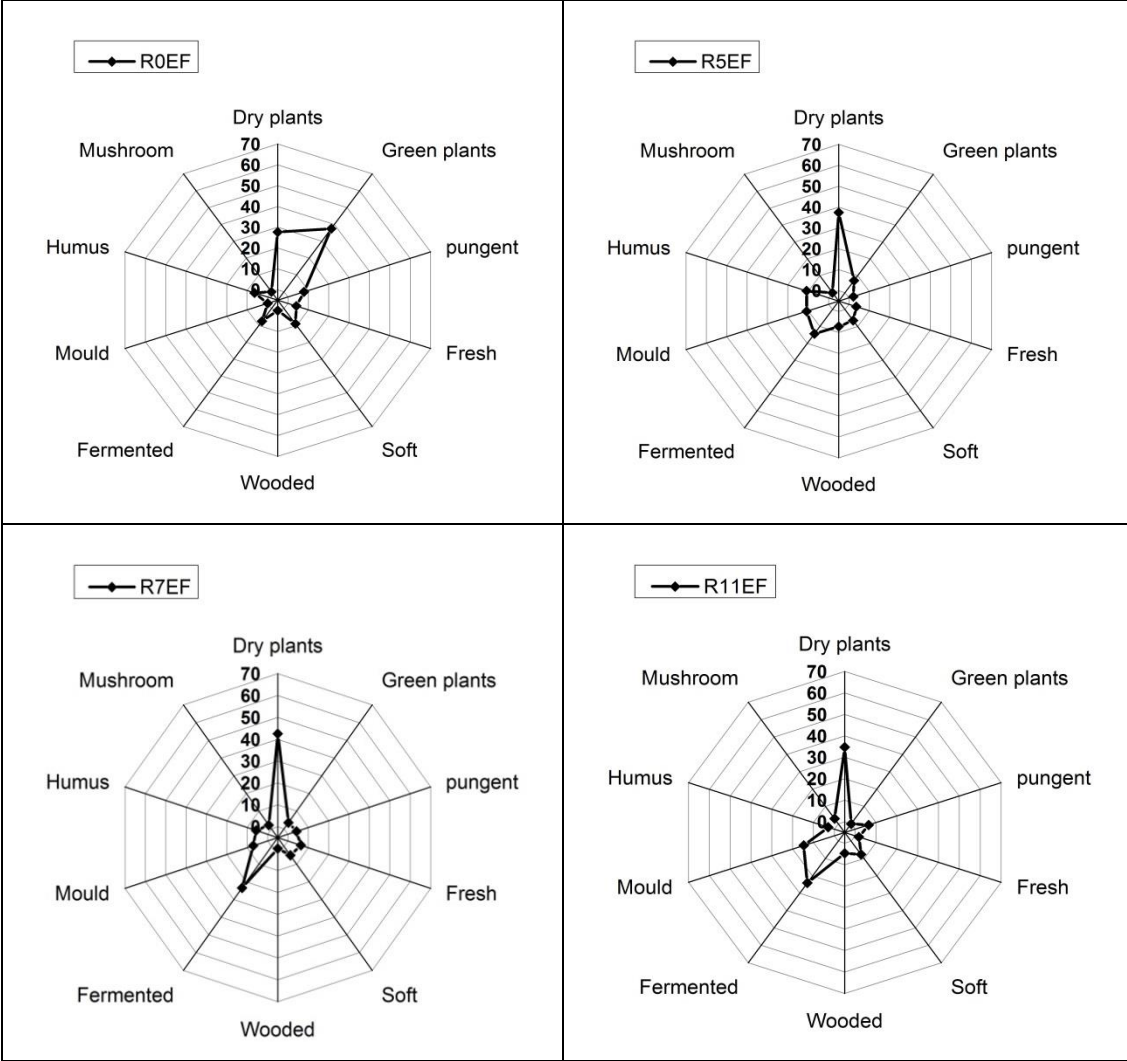 R0EF
Dry plants
70
60
50
40
30
20
10
0
Mushroom
Green plants
Humus
pungent
Mould
Fresh
Fermented
Soft
Wooded
R5EF
Dry plants
70
60
50
40
30
20
10
0
Mushroom
Green plants
Humus
pungent
Mould
Fresh
Fermented
Soft
Wooded
R7EF
Dry plants
70
60
50
40
30
20
10
0
Mushroom
Green plants
Humus
pungent
Mould
Fresh
Fermented
Soft
Wooded
R11EF
Dry plants
70
60
50
40
30
20
10
0
Mushroom
Green plants
Humus
pungent
Mould
Fresh
Fermented
Soft
Wooded